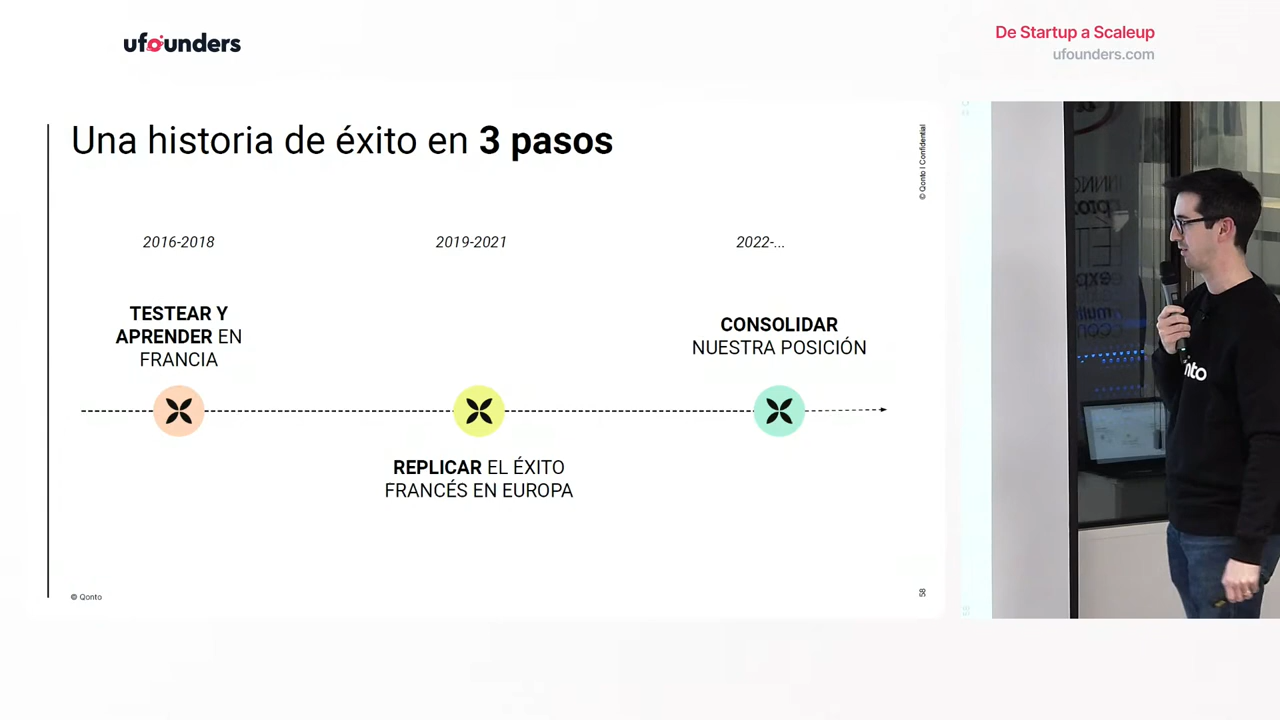 ufounders
De Startup a Scaleup
ufounders.com
Una historia de éxito en 3 pasos
© Qonto I Confidential
2016-2018
2019-2021
2022-...
TESTEAR Y
APRENDER EN
FRANCIA
CONSOLIDAR
NUESTRA POSICIÓN
REPLICAR EL ÉXITO
FRANCÉS EN EUROPA
© Qonto
58
nto